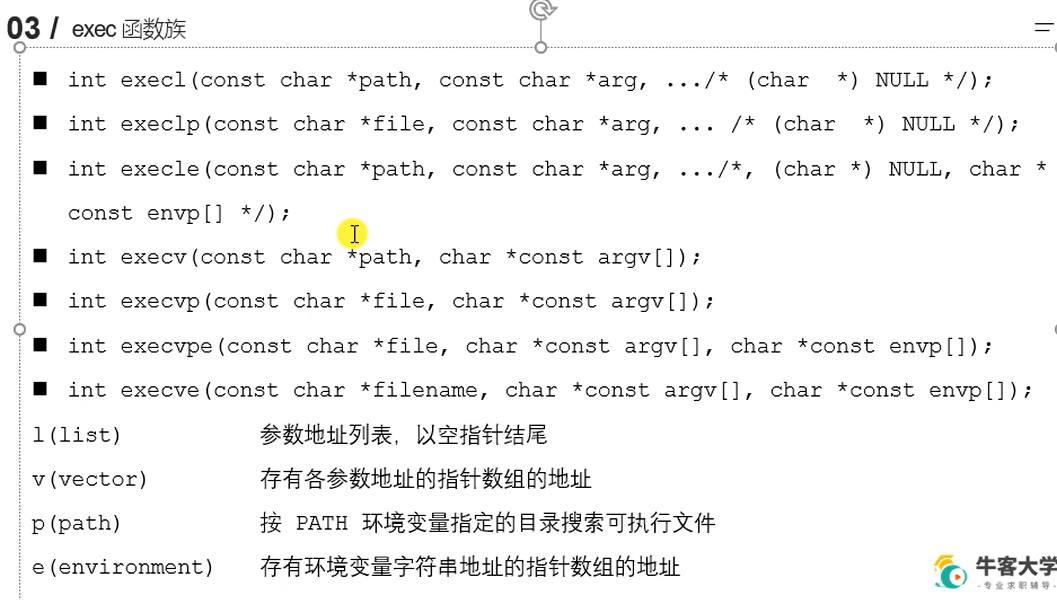 03 / exec 函数族
■ int execl(const char *path, const char *arg, .../* (char  *) NULL */);
■ int execlp(const char *file, const char *arg, ... /* (char  *) NULL */);
■ int execle(const char *path, const char *arg, .../*, (char *) NULL, char *
const envp[] */);
■ int execv(const char *path, char *const argv[]);
■ int execvp(const char *file, char *const argv[]);
■ int execvpe(const char *file, char *const argv[], char *const envp[]);
■ int execve(const char *filename, char *const argv[], char *const envp[]);
l(list) 参数地址列表，以空指针结尾
v(vector) 存有各参数地址的指针数组的地址
p(path) 按 PATH 环境变量指定的目录搜索可执行文件
e(environment) 存有环境变量字符串地址的指针数组的地址
牛客大学
-专业求职辅导-